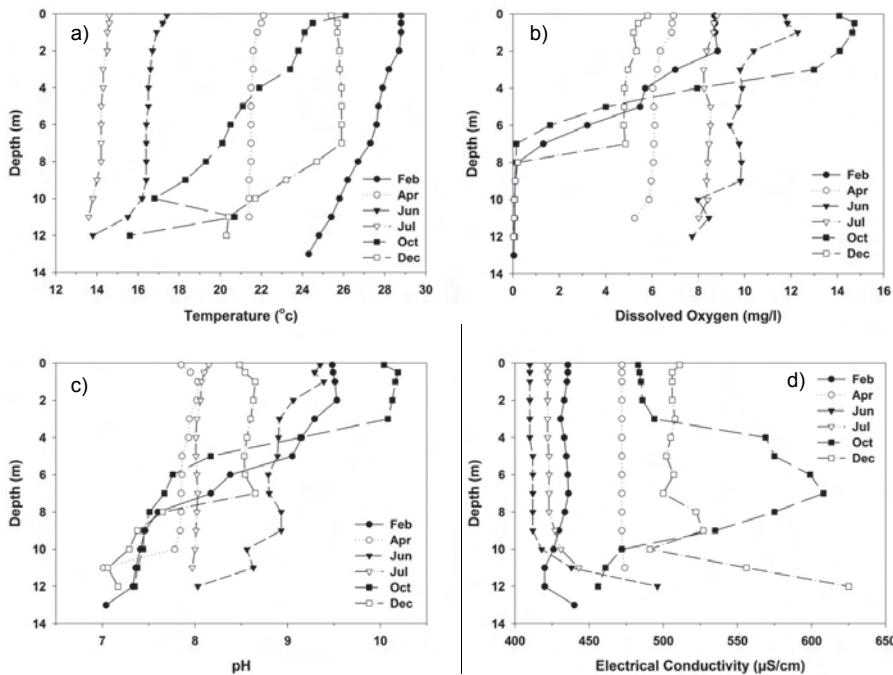 a)
0
2
4
6
8
10
12
14
Depth (m)
Feb
Apr
Jun
Jul
Oct
Dec
12 14 16 18 20 22 24 26 28 30
Temperature (°c)
b)
0
2
4
6
8
10
12
14
Depth (m)
Feb
Apr
Jun
Jul
Oct
Dec
0 2 4 6 8 10 12 14 16
Dissolved Oxygen (mg/l)
c)
0
2
4
6
8
10
12
14
Depth (m)
Feb
Apr
Jun
Jul
Oct
Dec
7 8 9 10
pH
d)
0
2
4
6
8
10
12
14
Depth (m)
Feb
Apr
Jun
Jul
Oct
Dec
400 450 500 550 600 650
Electrical Conductivity (µS/cm)